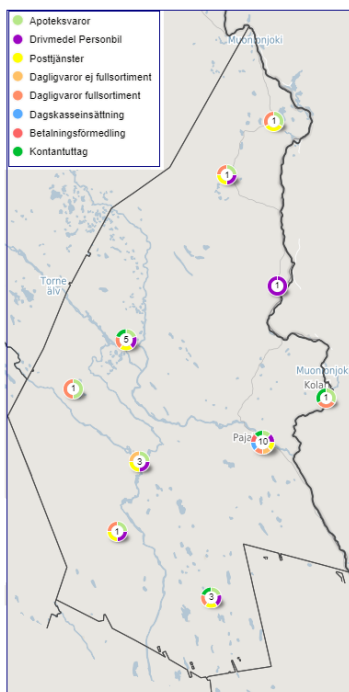 Apoteksvaror
Drivmedel Personbil
Posttjänster
Dagligvaror ej fullsortiment
Dagligvaror fullsortiment
Dagskasseinsättning
Betalningsförmedling
Kontantuttag
Muonionjoki
1
1
1
Torne
älv
5
Muonionjoki
Kolari
1
1
Paja
10
3
1
3